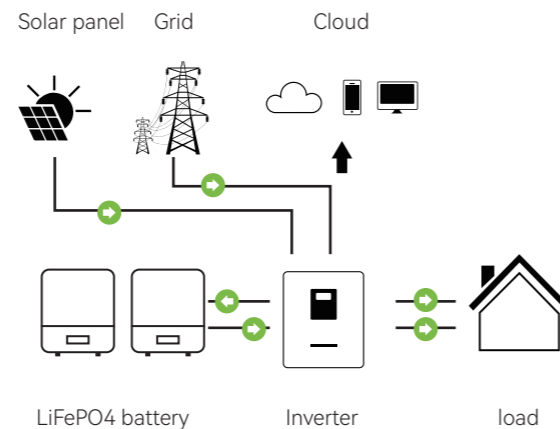 Solar panel
Grid
Cloud
LiFePO4 battery
Inverter
load